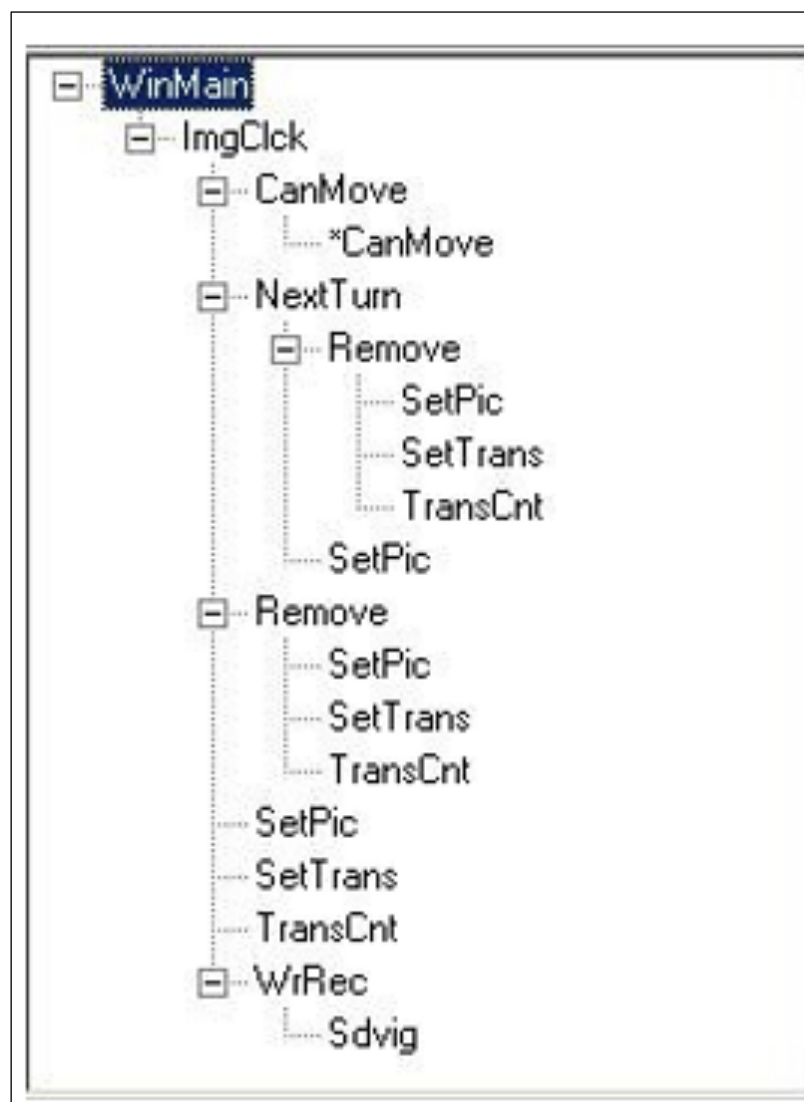 WinMain
ImgClck
CanMove
*CanMove
NextTurn
Remove
SetPic
SetTrans
TransCnt
SetPic
Remove
SetPic
SetTrans
TransCnt
SetPic
SetTrans
TransCnt
WrRec
Sdvig